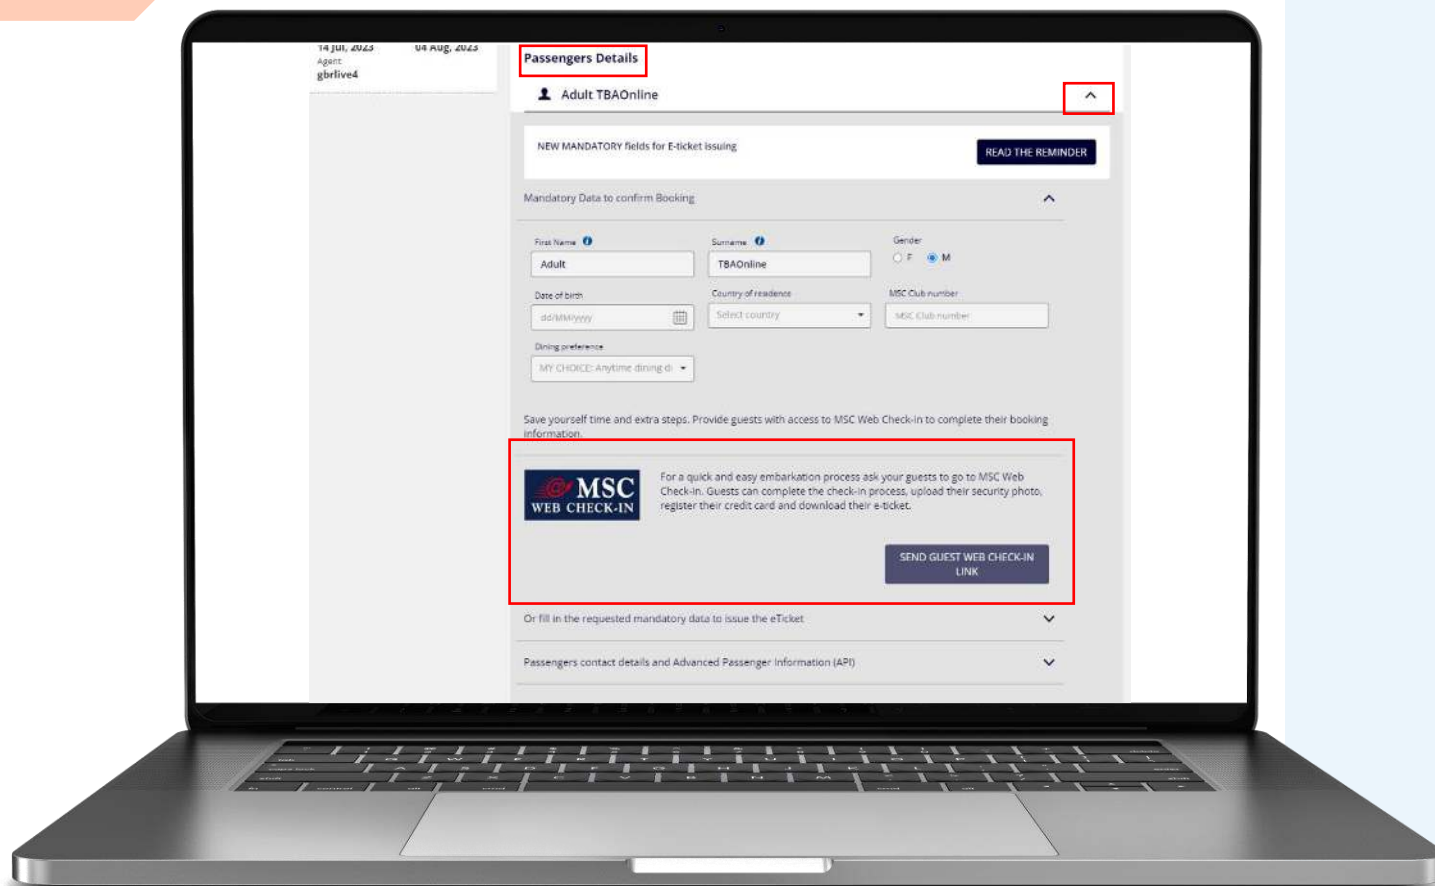 14 Jul, 2023 04 Aug, 2023
Agent
gbrlive4
Passengers Details
Adult TBAOnline
NEW MANDATORY fields for E-ticket issuing
READ THE REMINDER
Mandatory Data to confirm Booking
First Name Surname Gender
Adult TBAOnline F M
Date of birth Country of residence MSC Club number
dd/MM/yyyy Select country MSC Club number
Dining preference
MY CHOICE: Anytime dining di
Save yourself time and extra steps. Provide guests with access to MSC Web Check-in to complete their booking
information.
MSC
WEB CHECK-IN
For a quick and easy embarkation process ask your guests to go to MSC Web
Check-in. Guests can complete the check-in process, upload their security photo,
register their credit card and download their e-ticket.
SEND GUEST WEB CHECK-IN
LINK
Or fill in the requested mandatory data to issue the eTicket
Passengers contact details and Advanced Passenger Information (API)